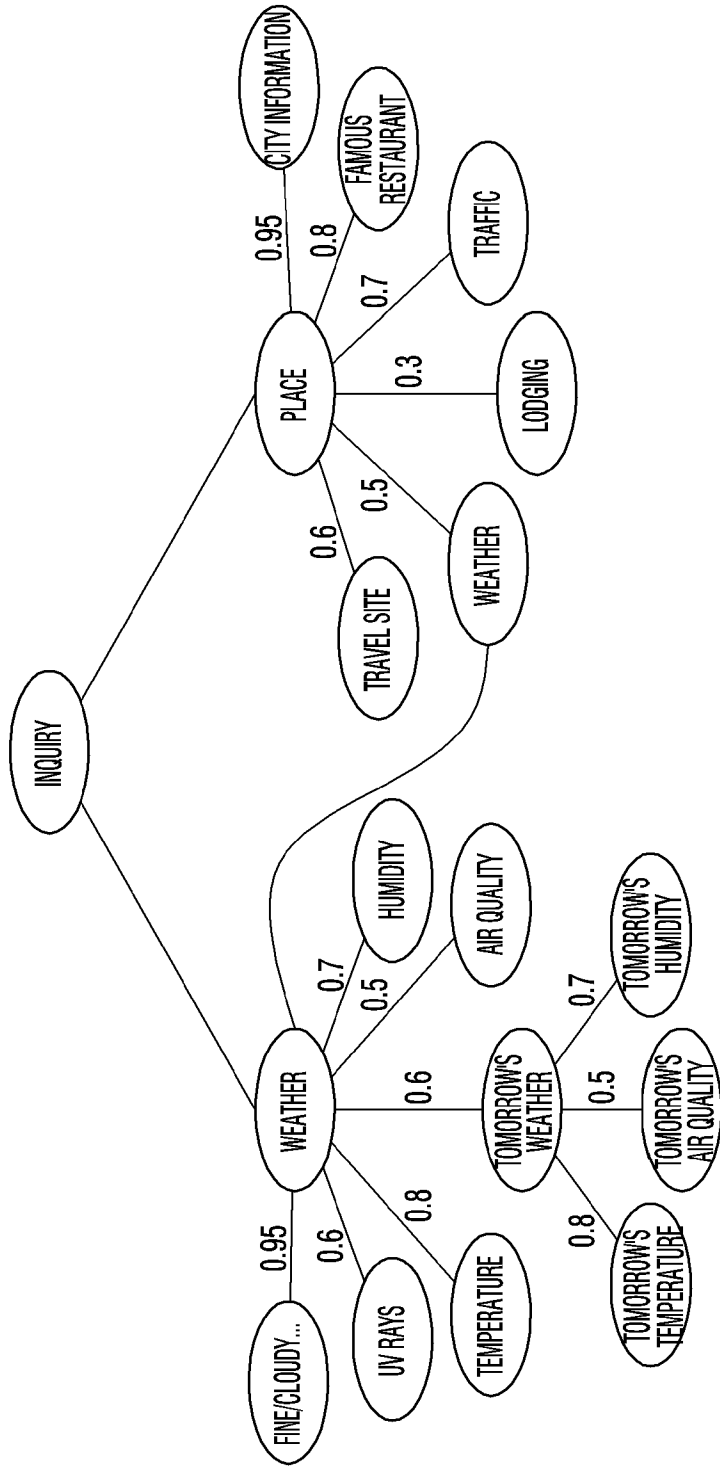 INQUIRY
WEATHER
PLACE
0.95
0.6
0.8
0.6
0.5
0.7
FINE/CLOUDY...
UV RAYS
TEMPERATURE
TOMORROW'S
WEATHER
AIR QUALITY
HUMIDITY
0.8
0.5
0.7
TOMORROW'S
TEMPERATURE
TOMORROW'S
AIR QUALITY
TOMORROW'S
HUMIDITY
0.6
0.5
0.3
0.7
0.8
0.95
TRAVEL SITE
WEATHER
LODGING
TRAFFIC
FAMOUS
RESTAURANT
CITY INFORMATION